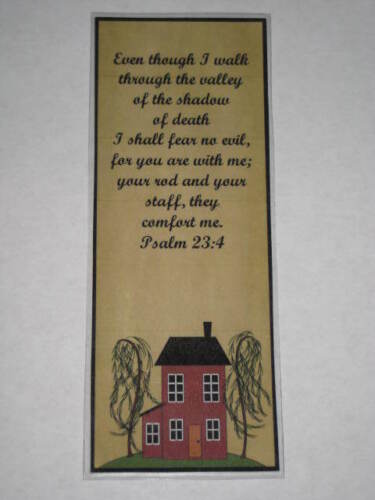 Even though I walk
through the valley
of the shadow
of death
I shall fear no evil,
for you are with me;
your rod and your
staff, they
comfort me.
Psalm 23:4